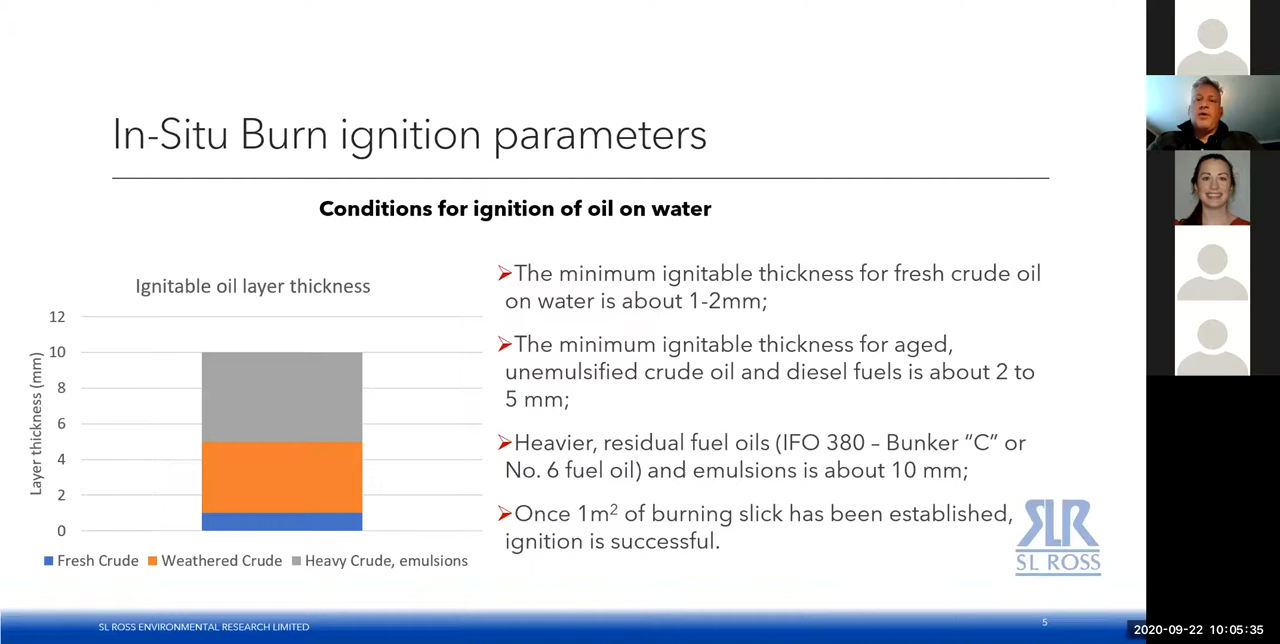 In-Situ Burn ignition parameters
Conditions for ignition of oil on water
Ignitable oil layer thickness
12
10
8
6
4
2
0
Layer thickness (mm)
Fresh Crude Weathered Crude Heavy Crude, emulsions
The minimum ignitable thickness for fresh crude oil
on water is about 1-2mm;
The minimum ignitable thickness for aged,
unemulsified crude oil and diesel fuels is about 2 to
5 mm;
Heavier, residual fuel oils (IFO 380 – Bunker "C" or
No. 6 fuel oil) and emulsions is about 10 mm;
Once 1m² of burning slick has been established,
ignition is successful.
SLR
SL ROSS
SL ROSS ENVIRONMENTAL RESEARCH LIMITED
5
2020-09-22 10:05:35